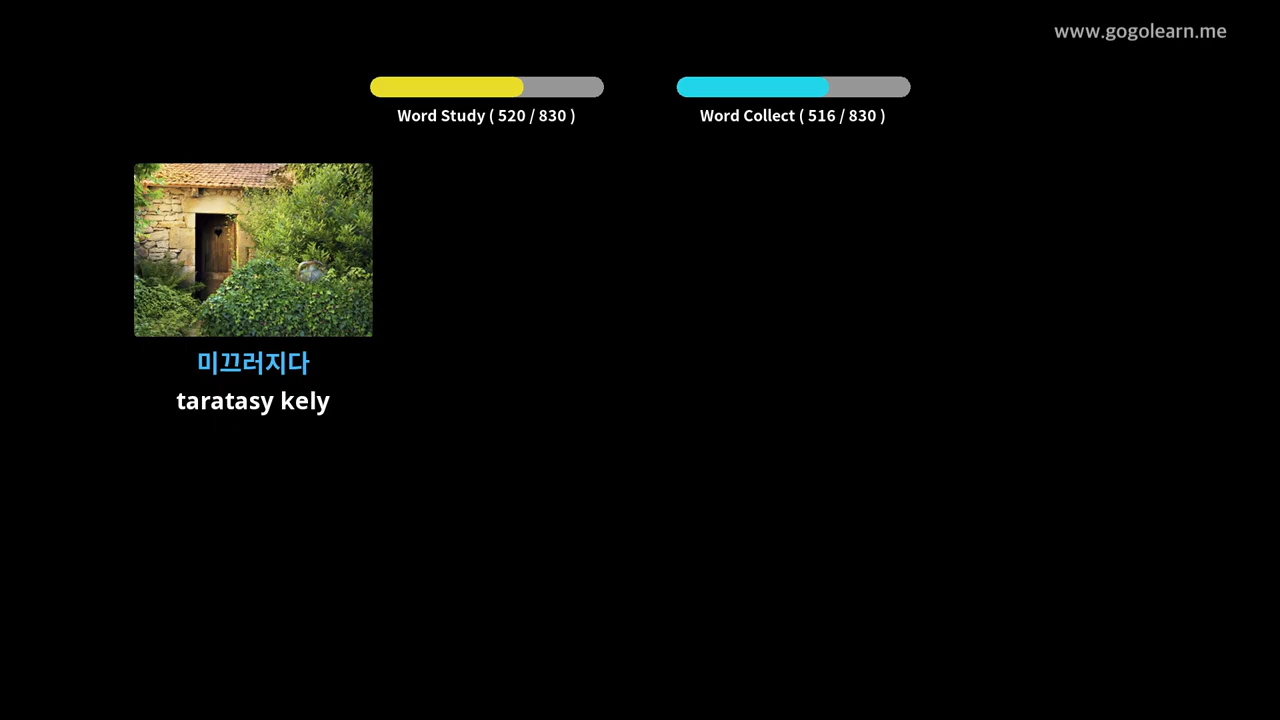 www.gogolearn.me
Word Study ( 520 / 830 )
Word Collect ( 516 / 830 )
미끄러지다
taratasy kely